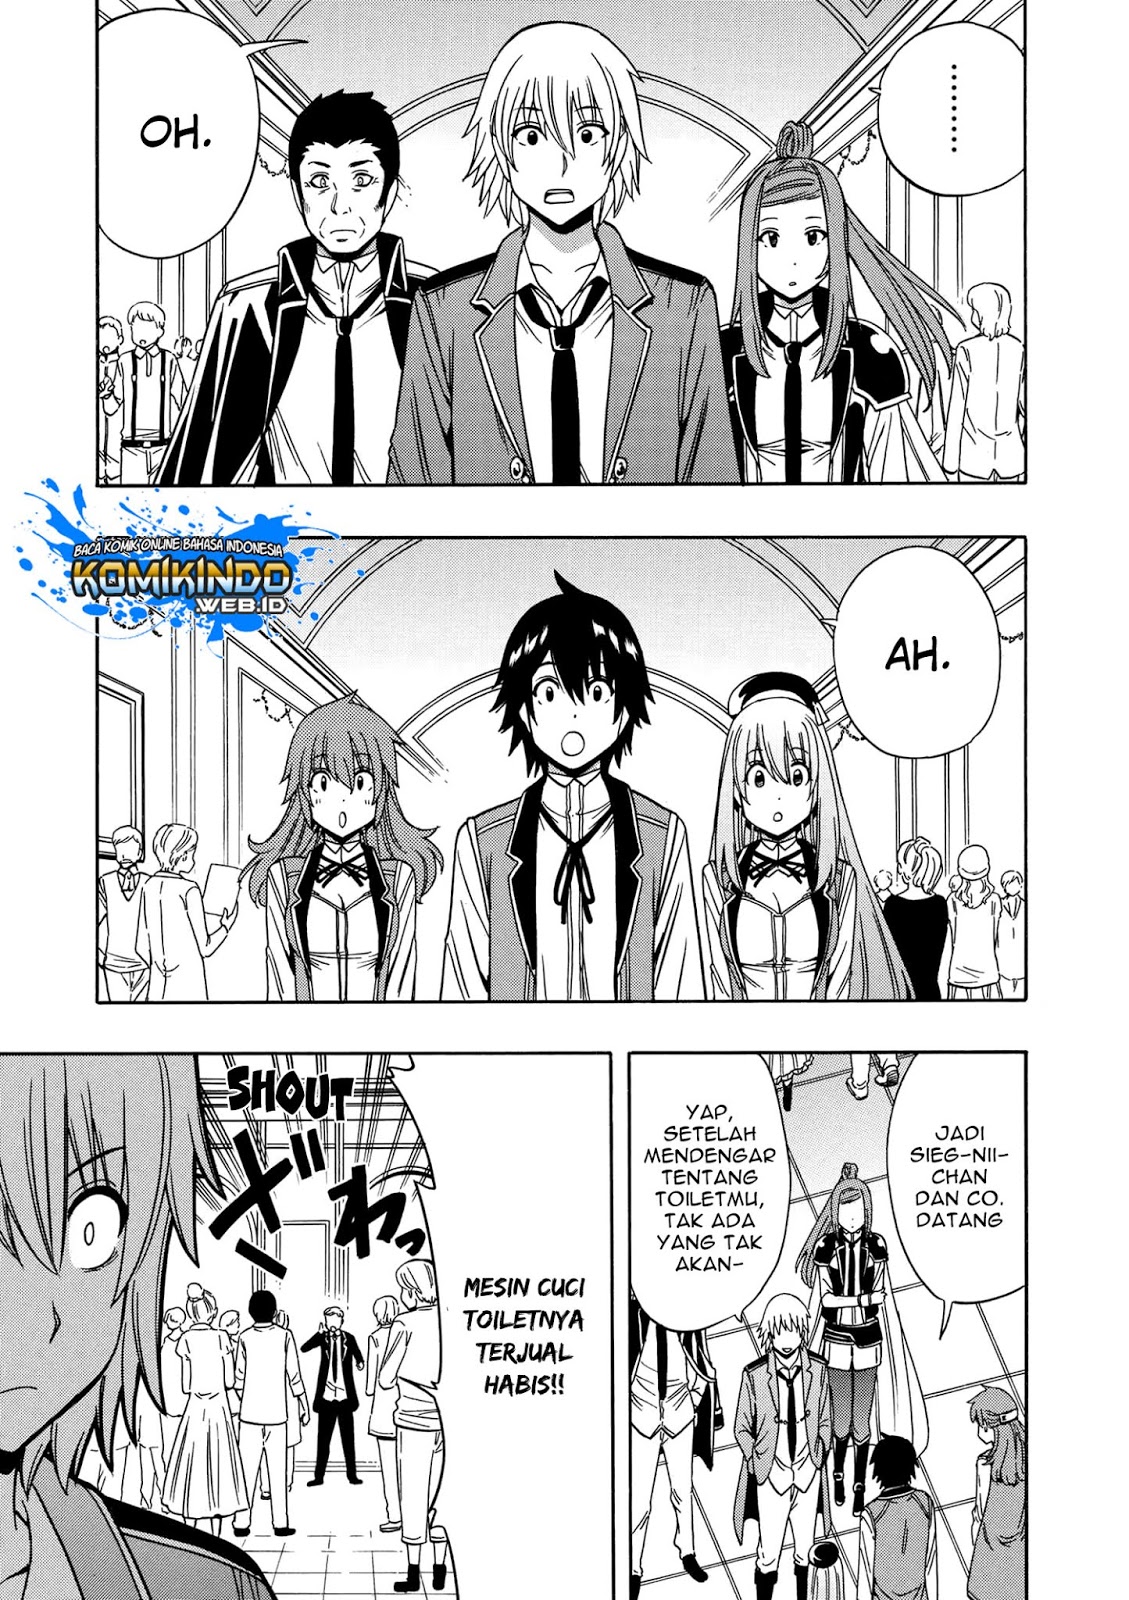 .........
OH.
BACA KOMIK ONLINE BAHASA INDONESIA
KOMIKINDO
.WEB.ID
AH.
JADI
SIEG-NII-
CHAN
DAN CO.
DATANG
YAP,
SETELAH
MENDENGAR
TENTANG
TOILETMU,
TAK ADA
YANG TAK
AKAN-
SHOUT
わっ
MESIN CUCI
TOILETNYA
TERJUAL
HABIS!!